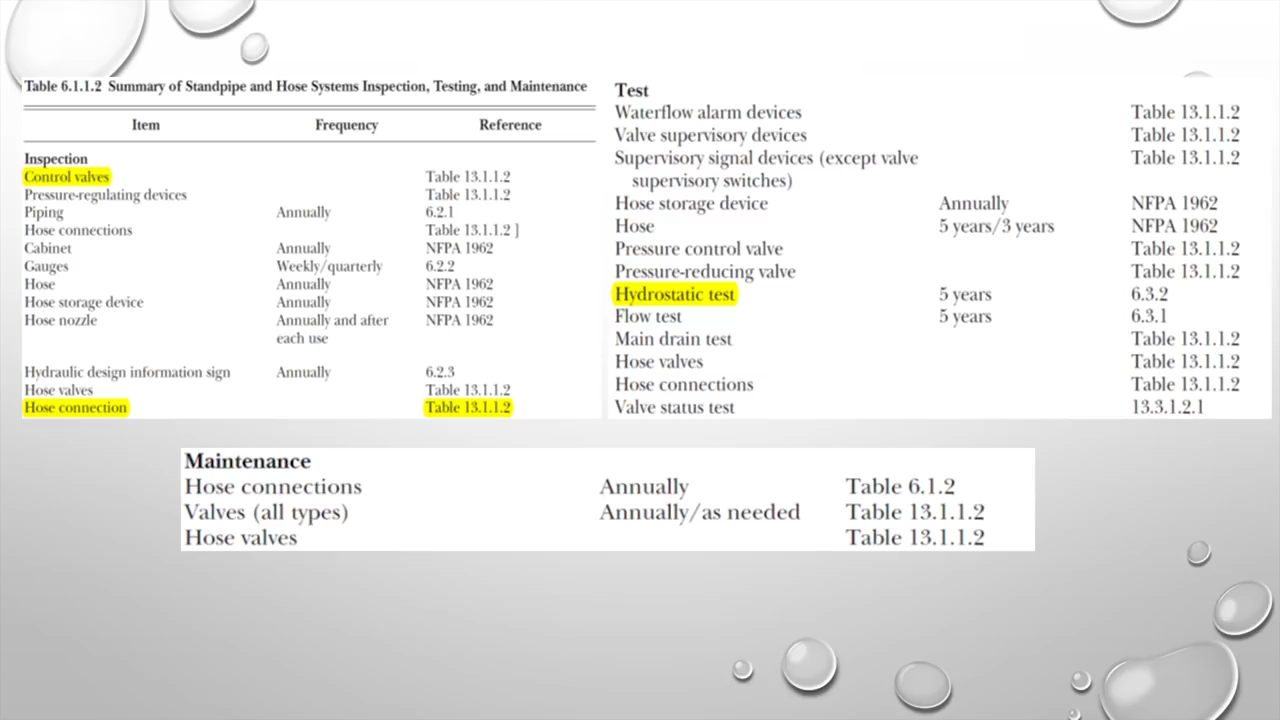 Table 6.1.1.2 Summary of Standpipe and Hose Systems Inspection, Testing, and Maintenance
Item Frequency Reference
Inspection
Control valves Table 13.1.1.2
Pressure-regulating devices Table 13.1.1.2
Piping Annually 6.2.1
Hose connections Table 13.1.1.2 ]
Cabinet Annually NFPA 1962
Gauges Weekly/quarterly 6.2.2
Hose Annually NFPA 1962
Hose storage device Annually NFPA 1962
Hose nozzle Annually and after NFPA 1962
each use
Hydraulic design information sign Annually 6.2.3
Hose valves Table 13.1.1.2
Hose connection Table 13.1.1.2
Test
Waterflow alarm devices Table 13.1.1.2
Valve supervisory devices Table 13.1.1.2
Supervisory signal devices (except valve Table 13.1.1.2
supervisory switches)
Hose storage device Annually NFPA 1962
Hose 5 years/3 years NFPA 1962
Pressure control valve Table 13.1.1.2
Pressure-reducing valve Table 13.1.1.2
Hydrostatic test 5 years 6.3.2
Flow test 5 years 6.3.1
Main drain test Table 13.1.1.2
Hose valves Table 13.1.1.2
Hose connections Table 13.1.1.2
Valve status test 13.3.1.2.1
Maintenance
Hose connections Annually Table 6.1.2
Valves (all types) Annually/as needed Table 13.1.1.2
Hose valves Table 13.1.1.2